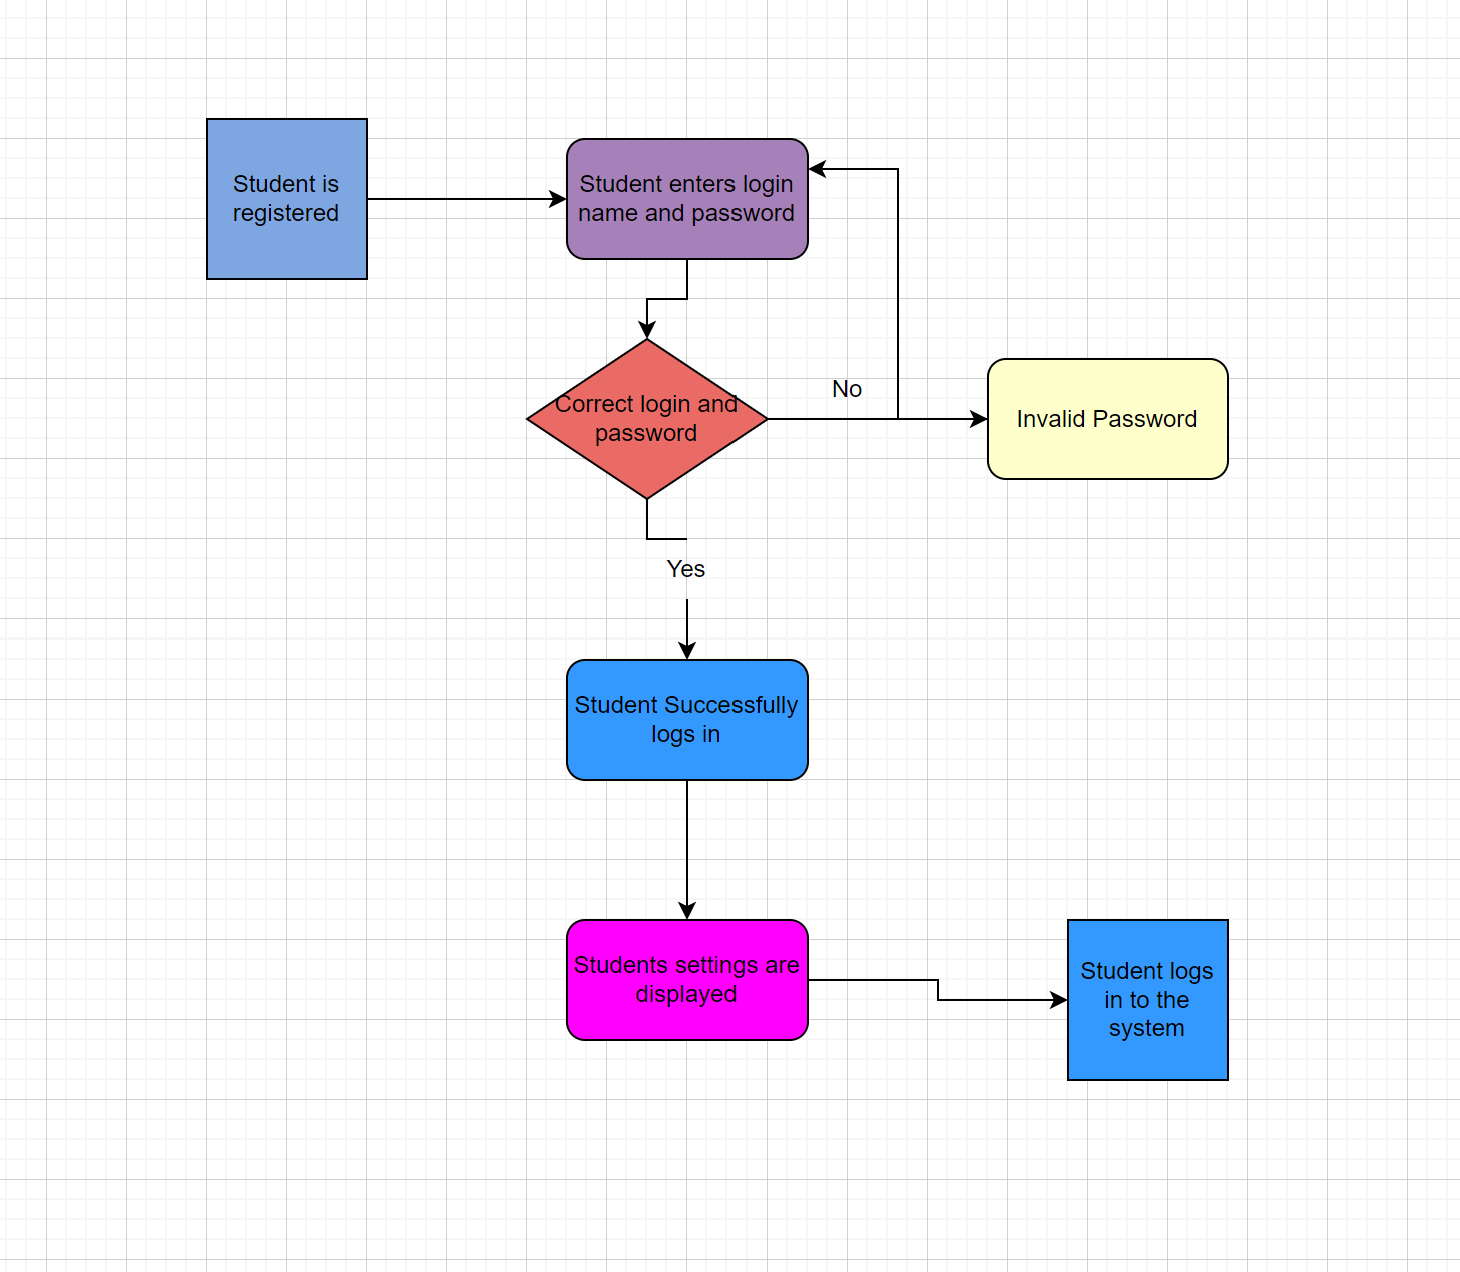 Student is
registered
Student enters login
name and password
Correct login and
password
No
Invalid Password
Yes
Student Successfully
logs in
Students settings are
displayed
Student logs
in to the
system